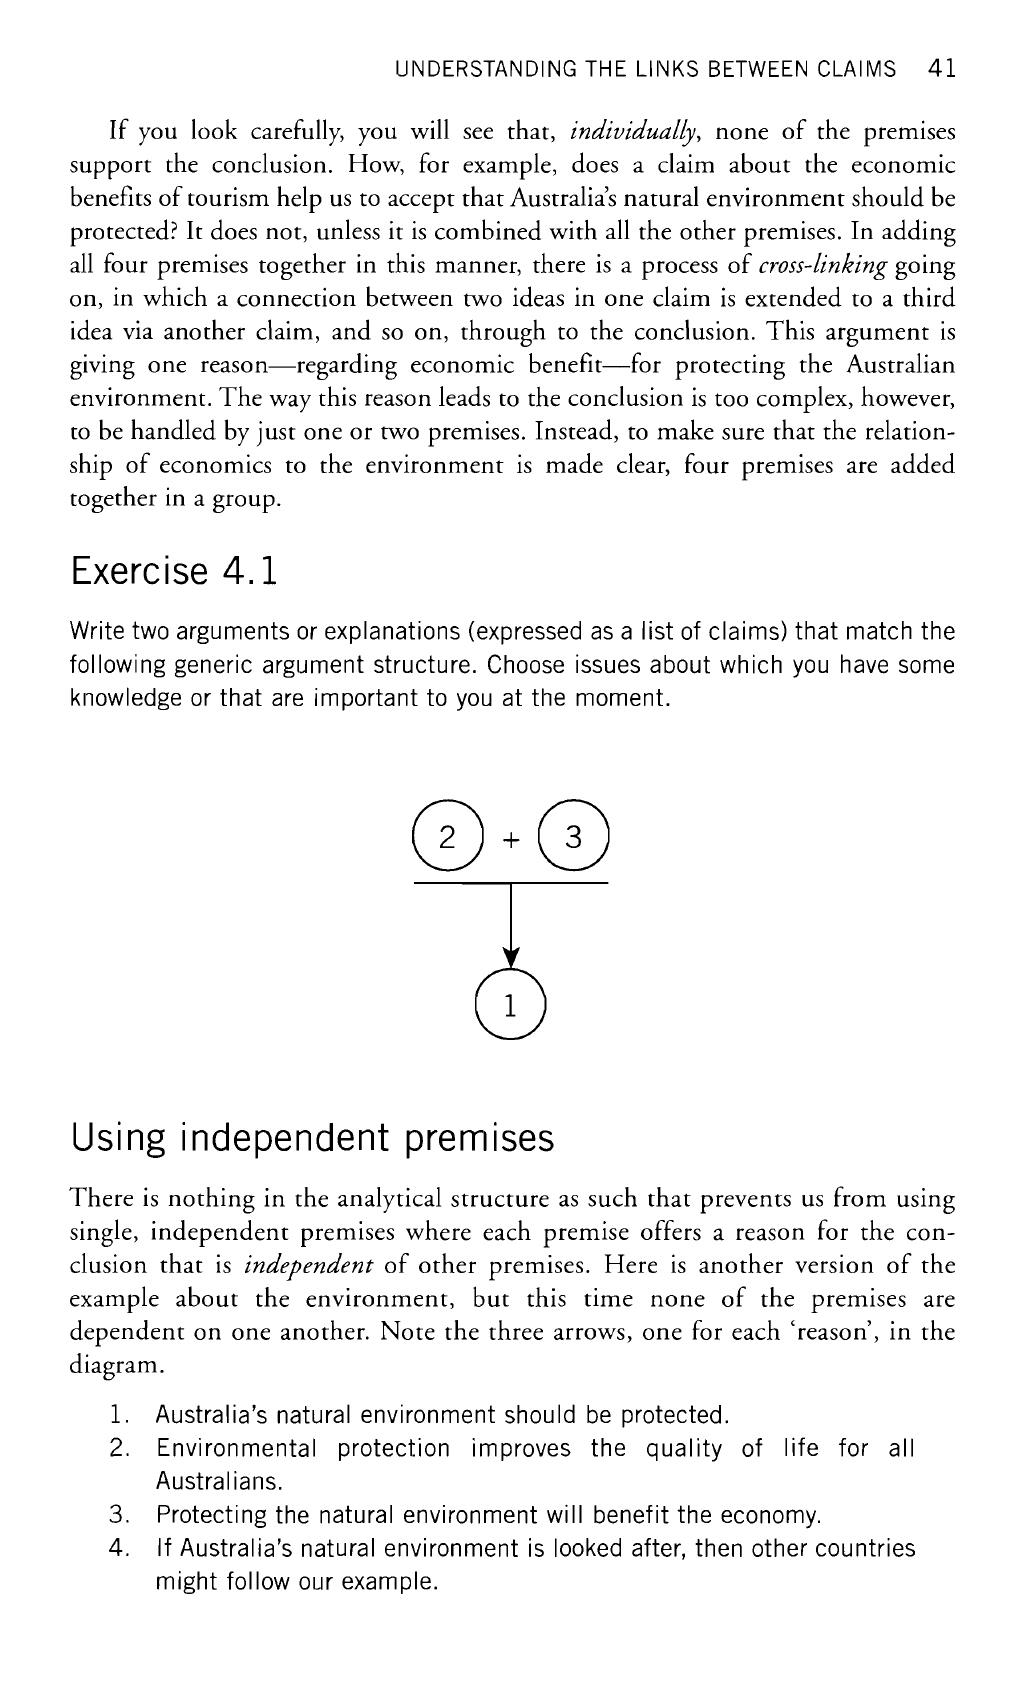 UNDERSTANDING THE LINKS BETWEEN CLAIMS 41
If you look carefully, you will see that, individually, none of the premises
support the conclusion. How, for example, does a claim about the economic
benefits of tourism help us to accept that Australia's natural environment should be
protected? It does not, unless it is combined with all the other premises. In adding
all four premises together in this manner, there is a process of cross-linking going
on, in which a connection between two ideas in one claim is extended to a third
idea via another claim, and so on, through to the conclusion. This argument is
giving one reason—regarding economic benefit—for protecting the Australian
environment. The way this reason leads to the conclusion is too complex, however,
to be handled by just one or two premises. Instead, to make sure that the relation-
ship of economics to the environment is made clear, four premises are added
together in a group.
Exercise 4.1
Write two arguments or explanations (expressed as a list of claims) that match the
following generic argument structure. Choose issues about which you have some
knowledge or that are important to you at the moment.
2 + 3
1
Using independent premises
There is nothing in the analytical structure as such that prevents us from using
single, independent premises where each premise offers a reason for the con-
clusion that is independent of other premises. Here is another version of the
example about the environment, but this time none of the premises are
dependent on one another. Note the three arrows, one for each 'reason', in the
diagram.
1. Australia's natural environment should be protected.
2. Environmental protection improves the quality of life for all
Australians.
3. Protecting the natural environment will benefit the economy.
4. If Australia's natural environment is looked after, then other countries
might follow our example.